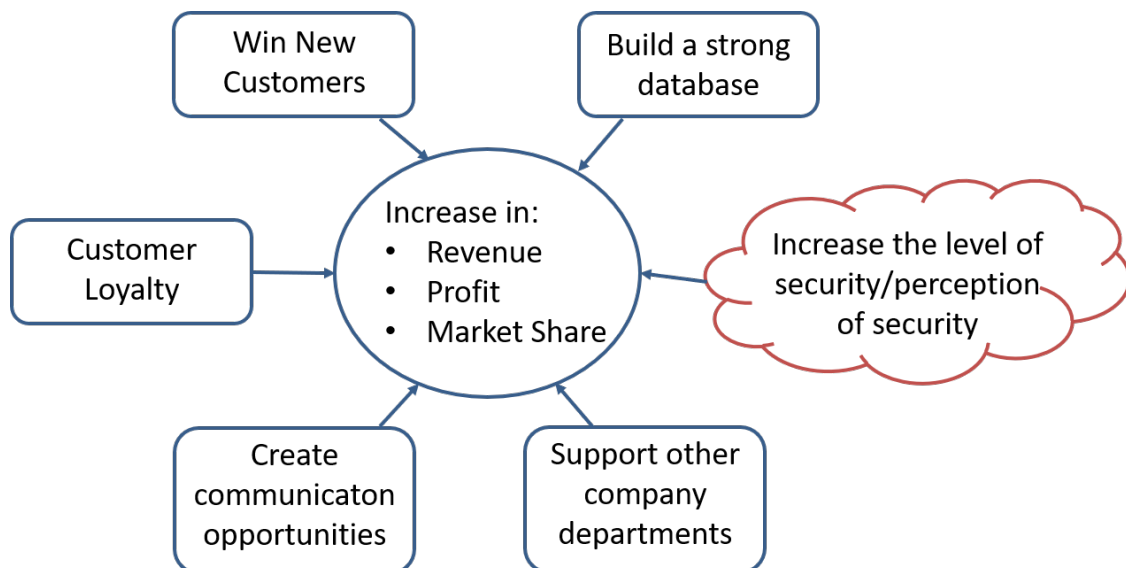 Win New
Customers
Build a strong
database
Customer
Loyalty
Increase in:
• Revenue
• Profit
• Market Share
Increase the level of
security/perception
of security
Create
communicaton
opportunities
Support other
company
departments